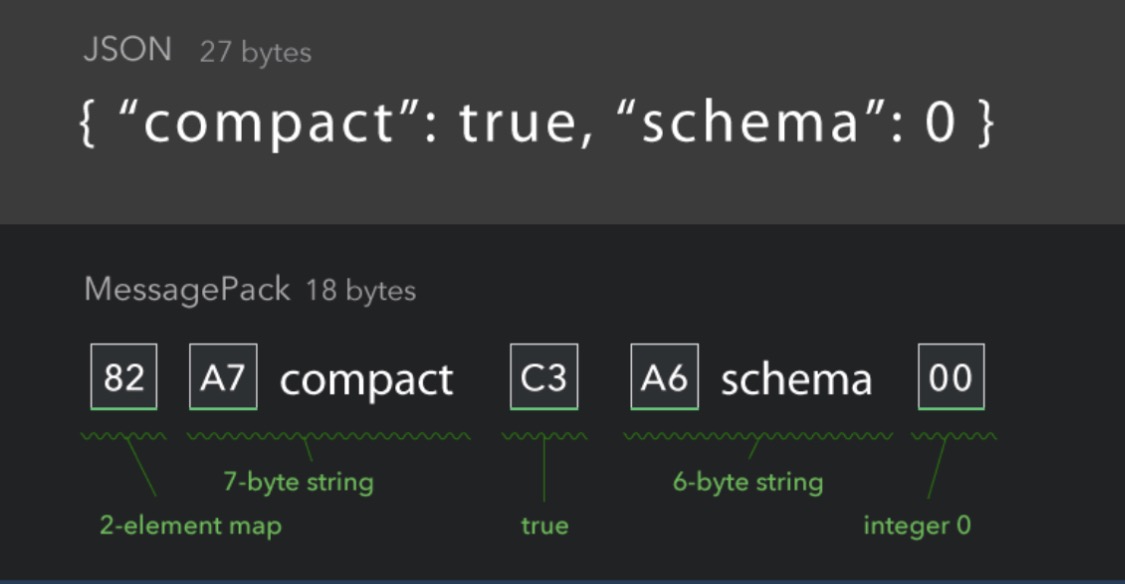 JSON 27 bytes
{ “compact”: true, “schema”: 0 }
MessagePack 18 bytes
82 A7 compact C3 A6 schema 00
7-byte string 6-byte string
2-element map true integer 0